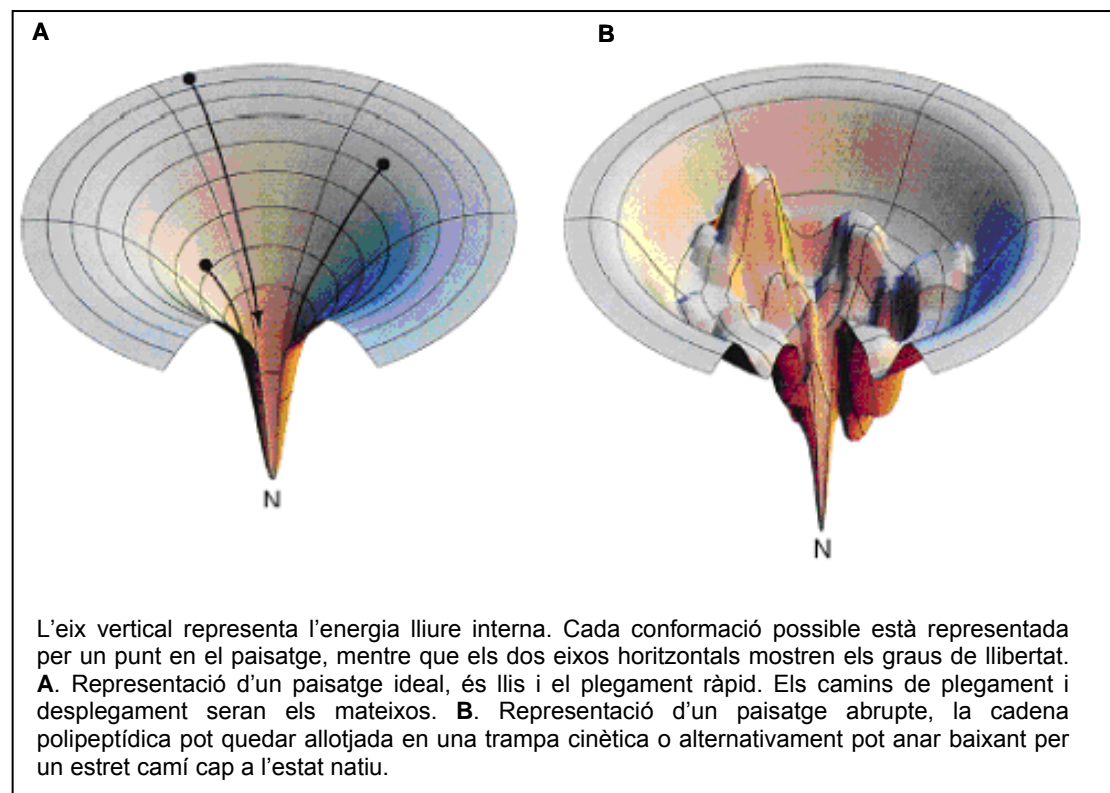 A
B
N
N
L'eix vertical representa l'energia lliure interna. Cada conformació possible està representada
per un punt en el paisatge, mentre que els dos eixos horitzontals mostren els graus de llibertat.
A. Representació d'un paisatge ideal, és llis i el plegament ràpid. Els camins de plegament i
desplegament seran els mateixos. B. Representació d'un paisatge abrupte, la cadena
polipeptídica pot quedar allotjada en una trampa cinètica o alternativament pot anar baixant per
un estret camí cap a l'estat natiu.